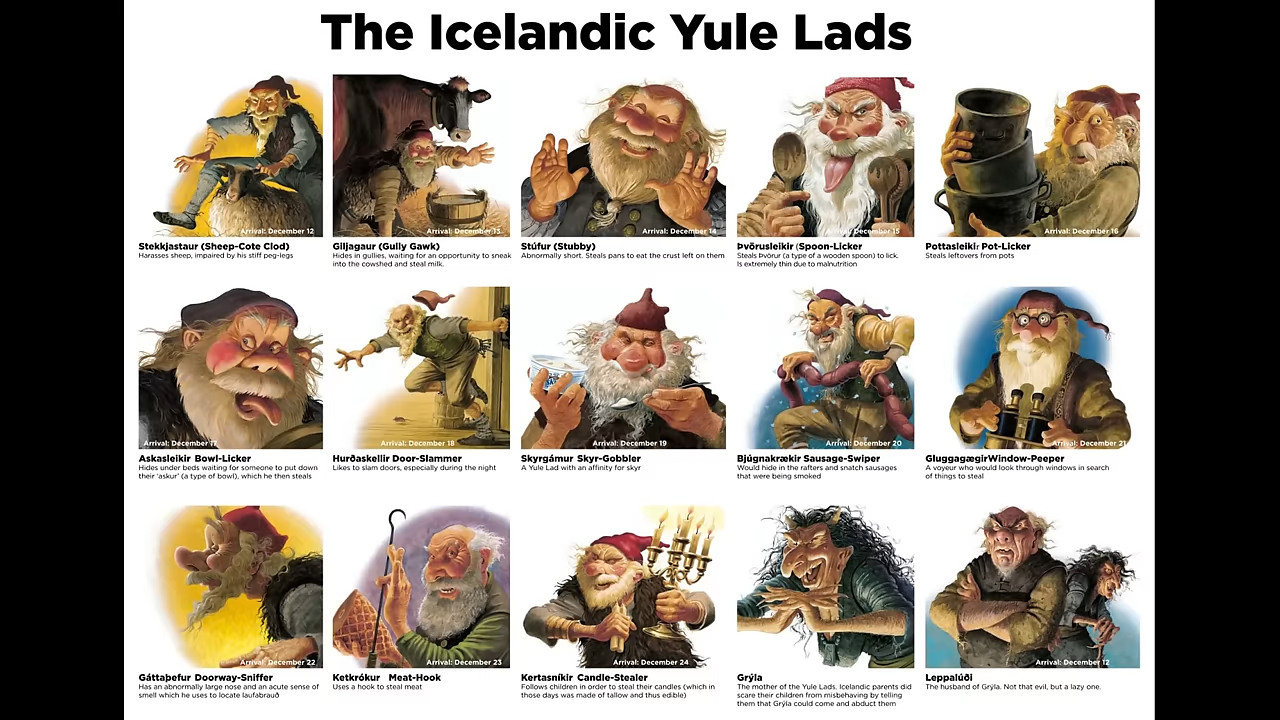 The Icelandic Yule Lads
Arrival: December 12
Stekkjastaur (Sheep-Cote Clod)
Harasses sheep, impaired by his stiff peg-legs
Arrival: December 13
Giljagaur (Gully Gawk)
Hides in gullies, waiting for an opportunity to sneak
into the cowshed and steal milk.
Arrival: December 14
Stúfur (Stubby)
Abnormally short. Steals pans to eat the crust left on them
Arrival: December 15
Þvörusleikir (Spoon-Licker
Steals Þvörur (a type of a wooden spoon) to lick.
Is extremely thin due to malnutrition
Arrival: December 16
Pottasleikir Pot-Licker
Steals leftovers from pots
Arrival: December 17
Askasleikir Bowl-Licker
Hides under beds waiting for someone to put down
their 'askur' (a type of bowl), which he then steals
Arrival: December 18
Hurðaskellir Door-Slammer
Likes to slam doors, especially during the night
Arrival: December 19
Skyrgámur Skyr-Gobbler
A Yule Lad with an affinity for skyr
Arrival: December 20
Bjúgnakrækir Sausage-Swiper
Would hide in the rafters and snatch sausages
that were being smoked
Arrival: December 21
GluggagægirWindow-Peeper
A voyeur who would look through windows in search
of things to steal
Arrival: December 22
Gáttaþefur Doorway-Sniffer
Has an abnormally large nose and an acute sense of
smell which he uses to locate laufabrauð
Arrival: December 23
Ketkrókur Meat-Hook
Uses a hook to steal meat
Arrival: December 24
Kertasníkir Candle-Stealer
Follows children in order to steal their candles (which in
those days was made of tallow and thus edible)
Grýla
The mother of the Yule Lads. Icelandic parents did
scare their children from misbehaving by telling
them that Grýla could come and abduct them
Arrival: December 12
Leppalúði
The husband of Grýla. Not that evil, but a lazy one.